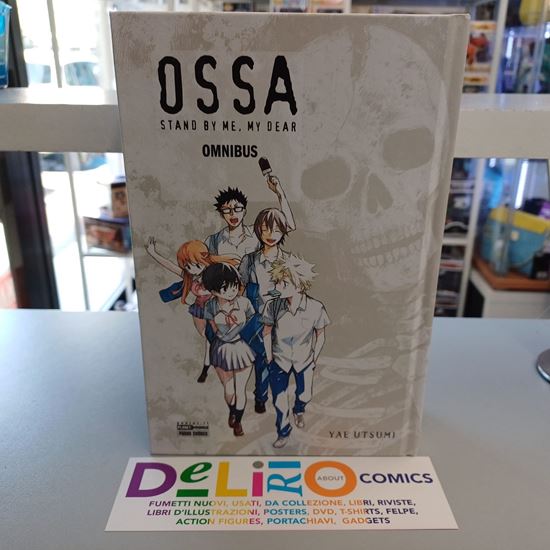 OSSA
STAND BY ME, MY DEAR
OMNIBUS
YAE UTSUMI
DeLiRiO ABOUT COMICS
FUMETTI NUOVI, USATI, DA COLLEZIONE, LIBRI, RIVISTE,
LIBRI D'ILLUSTRAZIONI, POSTERS, DVD, T-SHIRTS, FELPE,
ACTION FIGURES, PORTACHIAVI, GADGETS